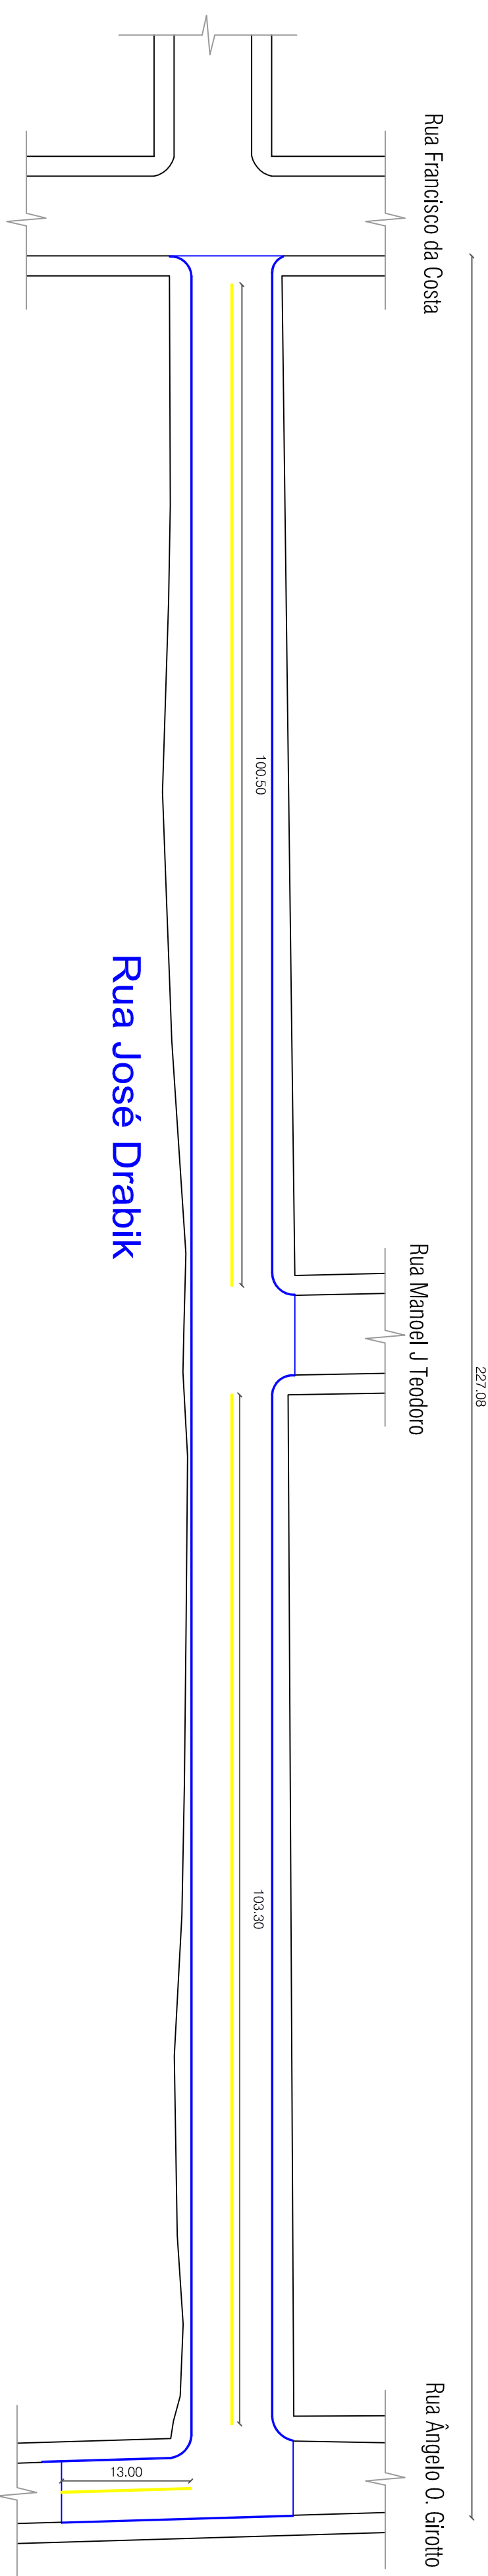 Rua Francisco da Costa
227.08
100.50
Rua José Drabik
Rua Manoel J Teodoro
103.30
Rua Ângelo O. Girotto
13.00